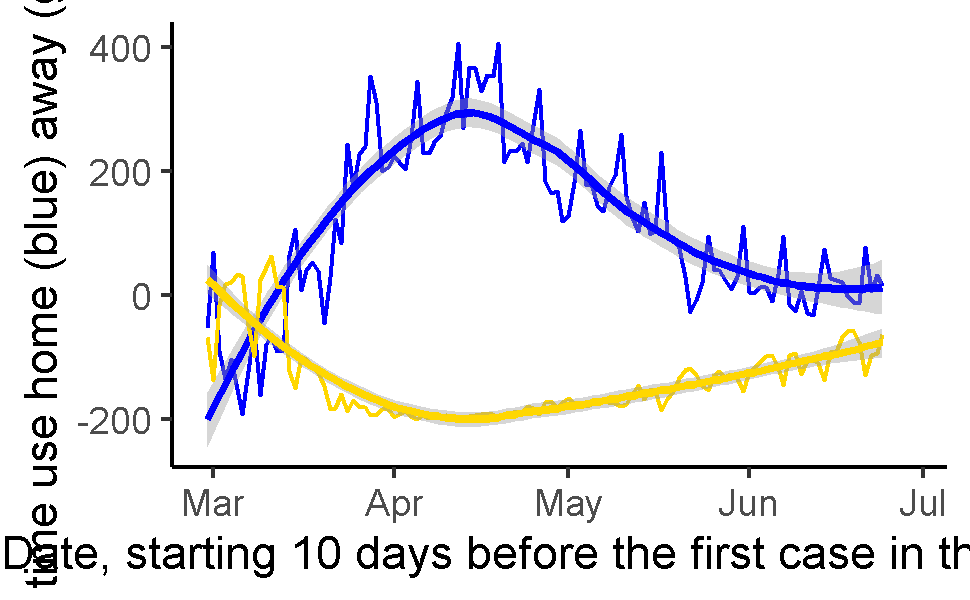 time use home (blue) away (
400
200
0
-200
Mar Apr May Jun Jul
Date, starting 10 days before the first case in th